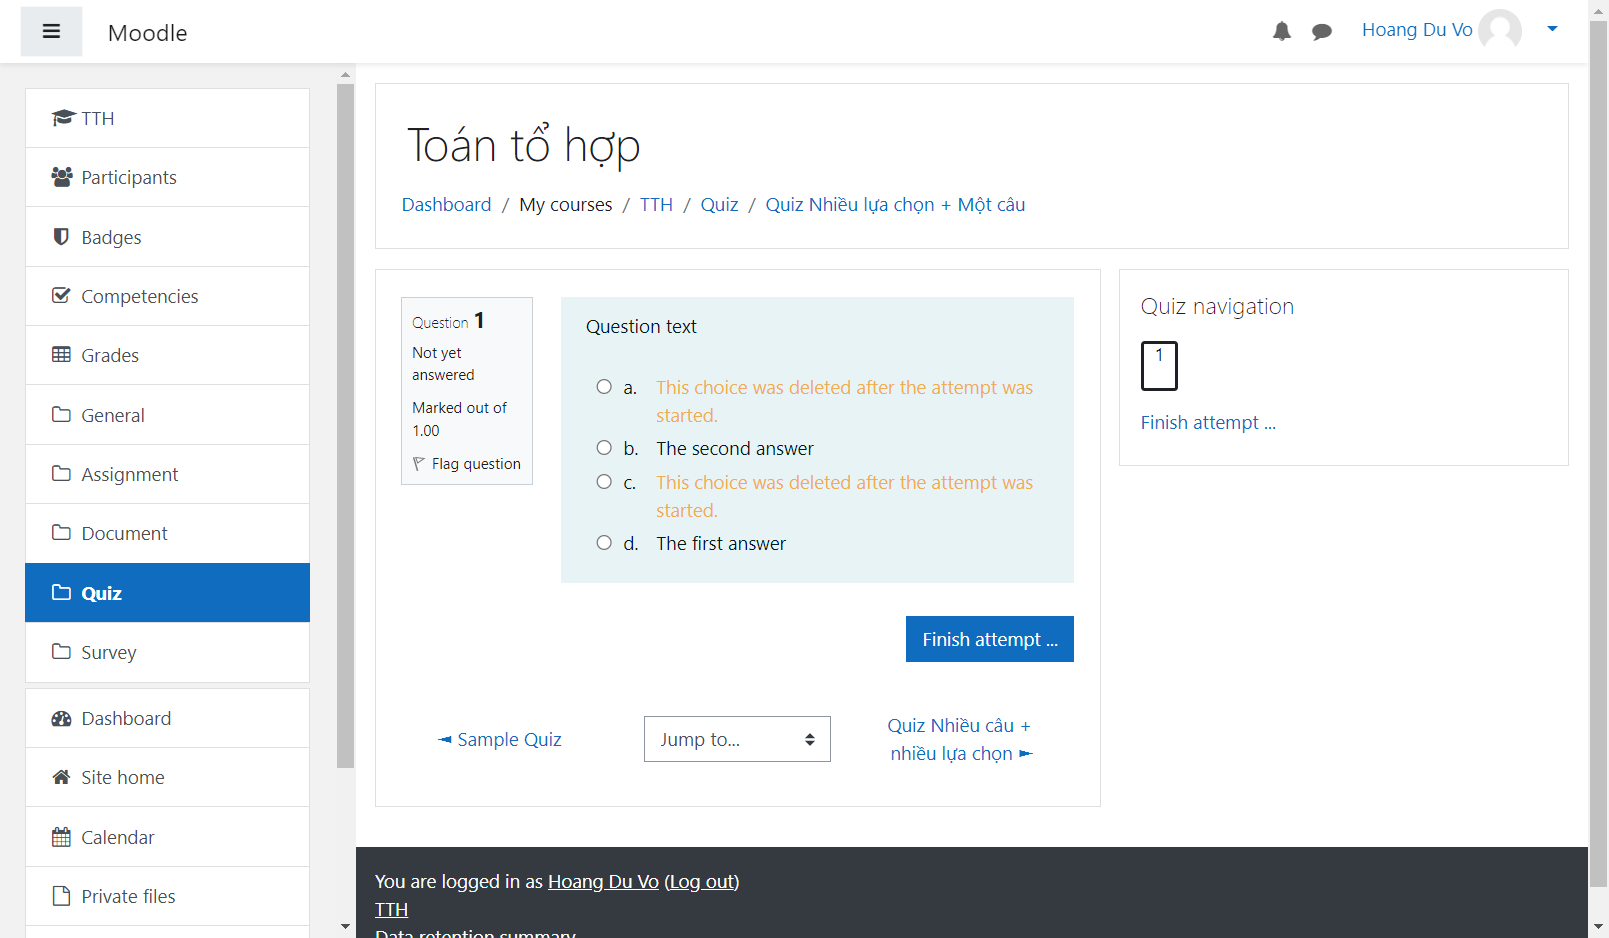 Moodle
Hoang Du Vo
TTH
Participants
Badges
Competencies
Grades
General
Assignment
Document
Quiz
Survey
Dashboard
Site home
Calendar
Private files
Toán tổ hợp
Dashboard / My courses / TTH / Quiz / Quiz Nhiều lựa chọn + Một câu
Question 1
Not yet
answered
Marked out of
1.00
Flag question
Question text
a. This choice was deleted after the attempt was
started.
b. The second answer
c. This choice was deleted after the attempt was
started.
d. The first answer
Finish attempt ...
◄ Sample Quiz
Jump to...
Quiz Nhiều câu +
nhiều lựa chọn ►
Quiz navigation
1
Finish attempt ...
You are logged in as Hoang Du Vo (Log out)
TTH
Data retention summary